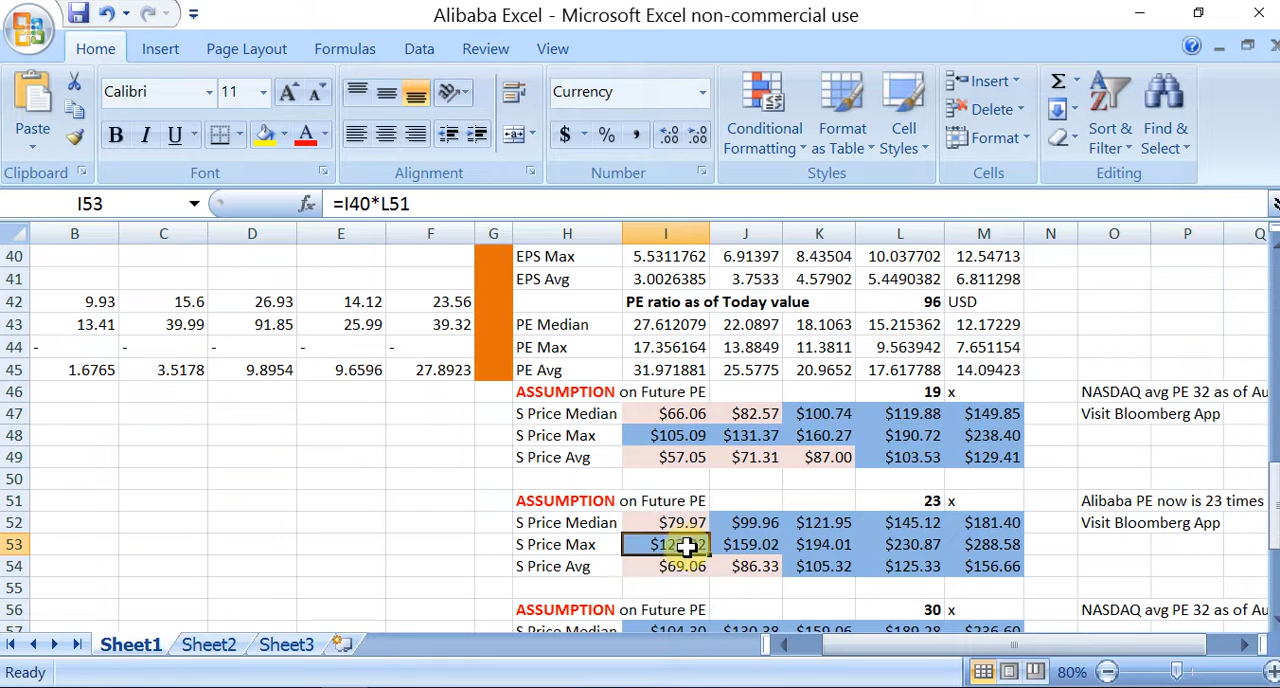 Alibaba Excel - Microsoft Excel non-commercial use
Home Insert Page Layout Formulas Data Review View
Paste Calibri 11 Currency Conditional Formatting Format as Table Cell Styles Insert Delete Format Sort & Filter Find & Select
B I U $ %
Clipboard Font Alignment Number Styles Cells Editing
I53 fx =I40*L51
B C D E F G H I J K L M N O P Q
40 EPS Max 5.5311762 6.91397 8.43504 10.037702 12.54713
41 EPS Avg 3.0026385 3.7533 4.57902 5.4490382 6.811298
42 9.93 15.6 26.93 14.12 23.56 PE ratio as of Today value 96 USD
43 13.41 39.99 91.85 25.99 39.32 PE Median 27.612079 22.0897 18.1063 15.215362 12.17229
44 - - - - - PE Max 17.356164 13.8849 11.3811 9.563942 7.651154
45 1.6765 3.5178 9.8954 9.6596 27.8923 PE Avg 31.971881 25.5775 20.9652 17.617788 14.09423
46 ASSUMPTION on Future PE 19 x NASDAQ avg PE 32 as of Au
47 S Price Median $66.06 $82.57 $100.74 $119.88 $149.85 Visit Bloomberg App
48 S Price Max $105.09 $131.37 $160.27 $190.72 $238.40
49 S Price Avg $57.05 $71.31 $87.00 $103.53 $129.41
50
51 ASSUMPTION on Future PE 23 x Alibaba PE now is 23 times
52 S Price Median $79.97 $99.96 $121.95 $145.12 $181.40 Visit Bloomberg App
53 S Price Max $159.02 $194.01 $230.87 $288.58
54 S Price Avg $69.06 $86.33 $105.32 $125.33 $156.66
55
56 ASSUMPTION on Future PE 30 x NASDAQ avg PE 32 as of Au
57 S Price Median $104.30 $130.38 $159.06 $189.28 $236.60
Sheet1 Sheet2 Sheet3
Ready 80%